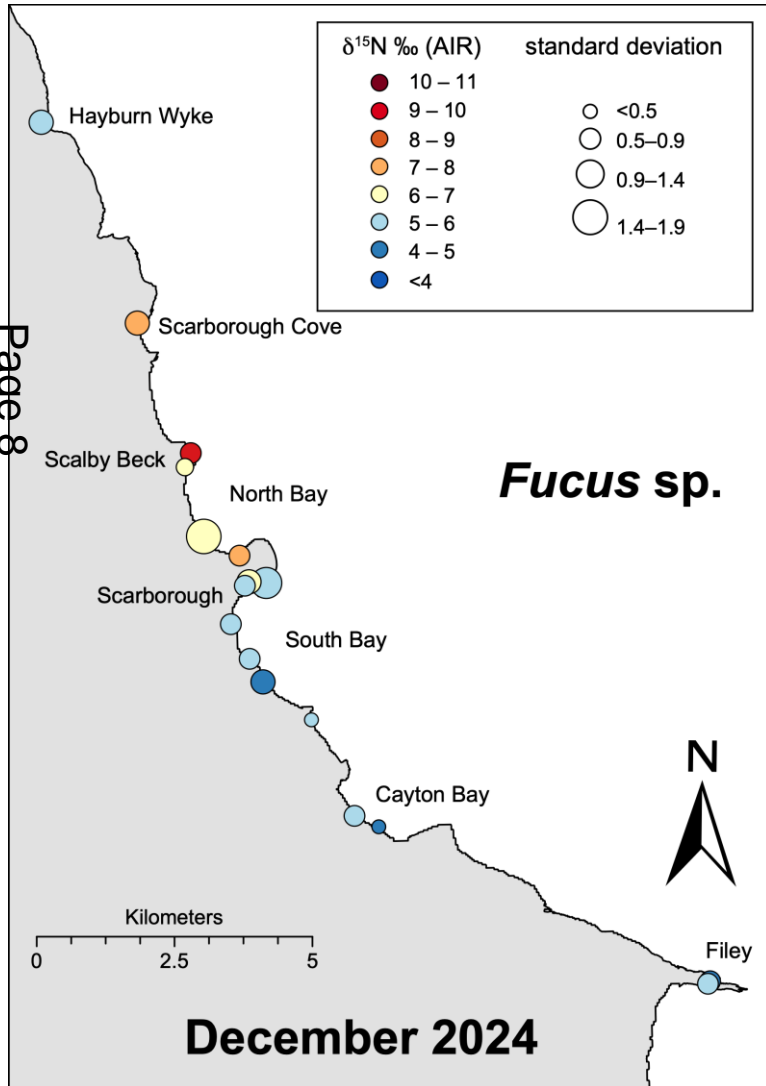 δ¹⁵N ‰ (AIR)
10 – 11
9 – 10
8 – 9
7 – 8
6 – 7
5 – 6
4 – 5
<4
standard deviation
<0.5
0.5–0.9
0.9–1.4
1.4–1.9
Hayburn Wyke
Scarborough Cove
Page 8
Scalby Beck
North Bay
Fucus sp.
Scarborough
South Bay
N
Cayton Bay
Kilometers
0 2.5 5
Filey
December 2024